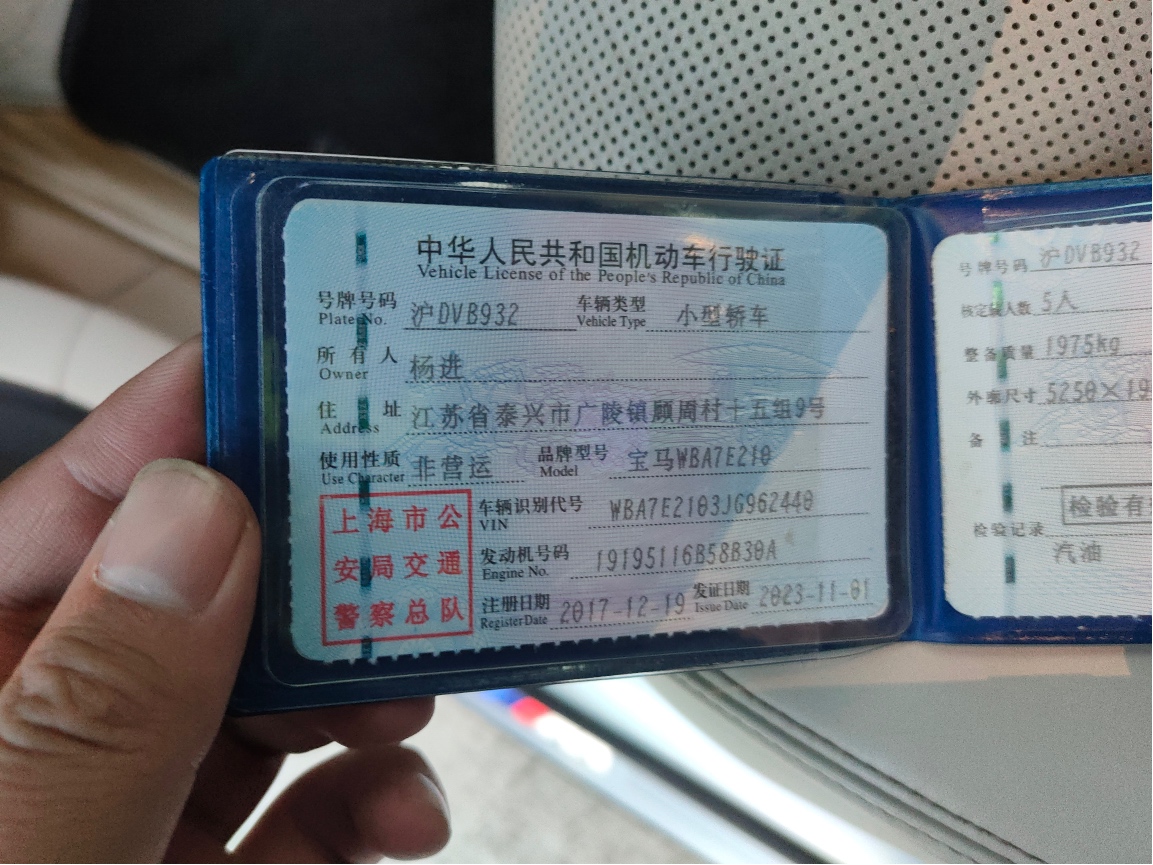 中华人民共和国机动车行驶证
Vehicle License of the People's Republic of China
号牌号码 沪DVB932 车辆类型 小型轿车
Plate No. Vehicle Type
所有人 杨进
Owner
住址 江苏省泰兴市广陵镇顾周村十五组9号
Address
使用性质 非营运 品牌型号 宝马WBA7E210
Use Character Model
车辆识别代号 WBA7E2103JG962440
VIN
发动机号码 19195116B58B30A
Engine No.
注册日期 2017-12-19 发证日期 2023-11-01
Register Date Issue Date
上海市公
安局交通
警察总队
号牌号码 沪DVB932
核定载人数 5人
整备质量 1975kg
外廓尺寸 5250×19
备注
检验有
检验记录
汽油